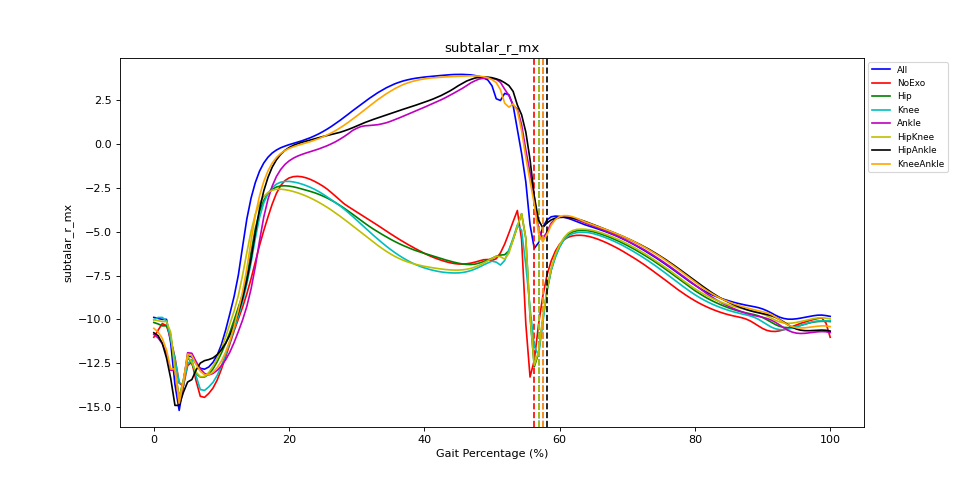 subtalar_r_mx
All
NoExo
Hip
Knee
Ankle
HipKnee
HipAnkle
KneeAnkle
subtalar_r_mx
2.5
0.0
−2.5
−5.0
−7.5
−10.0
−12.5
−15.0
0 20 40 60 80 100
Gait Percentage (%)